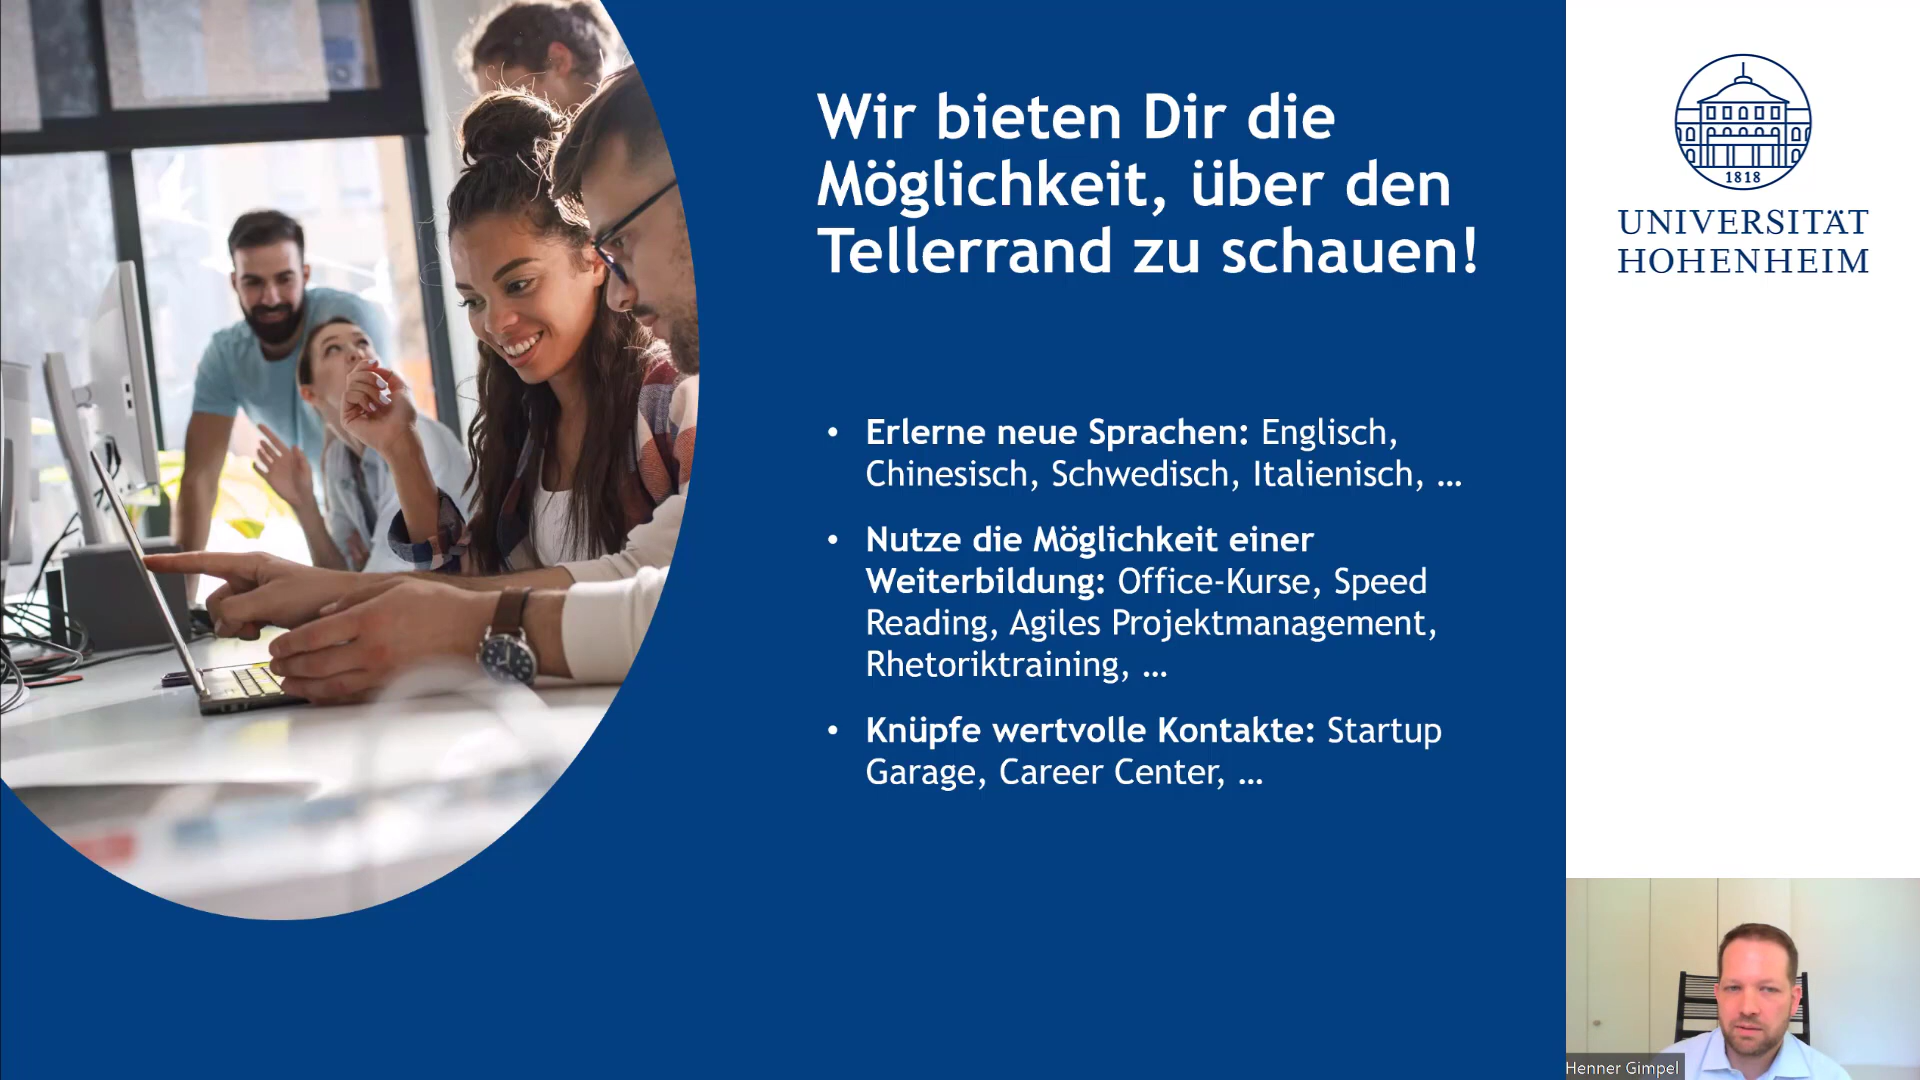 Wir bieten Dir die
Möglichkeit, über den
Tellerrand zu schauen!
• Erlerne neue Sprachen: Englisch,
Chinesisch, Schwedisch, Italienisch, ...
• Nutze die Möglichkeit einer
Weiterbildung: Office-Kurse, Speed
Reading, Agiles Projektmanagement,
Rhetoriktraining, ...
• Knüpfe wertvolle Kontakte: Startup
Garage, Career Center, ...
1818
UNIVERSITÄT
HOHENHEIM
Henner Gimpel